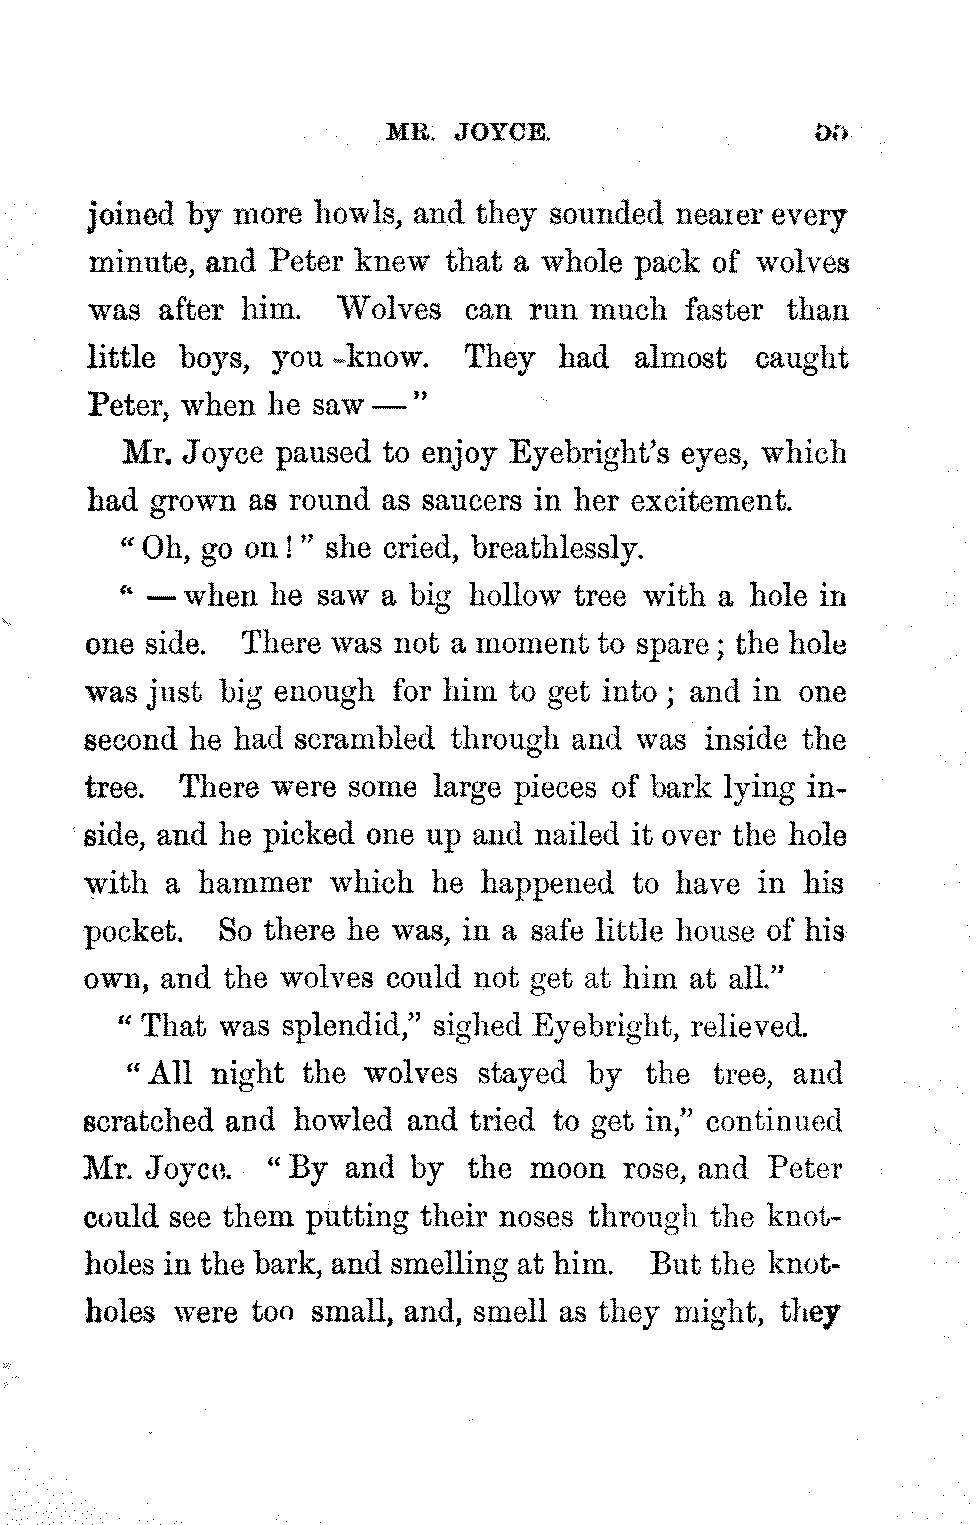 MR. JOYCE. 55
joined by more howls, and they sounded nearer every
minute, and Peter knew that a whole pack of wolves
was after him. Wolves can run much faster than
little boys, you know. They had almost caught
Peter, when he saw — "
Mr. Joyce paused to enjoy Eyebright's eyes, which
had grown as round as saucers in her excitement.
"Oh, go on!" she cried, breathlessly.
" — when he saw a big hollow tree with a hole in
one side. There was not a moment to spare; the hole
was just big enough for him to get into; and in one
second he had scrambled through and was inside the
tree. There were some large pieces of bark lying in-
side, and he picked one up and nailed it over the hole
with a hammer which he happened to have in his
pocket. So there he was, in a safe little house of his
own, and the wolves could not get at him at all."
"That was splendid," sighed Eyebright, relieved.
"All night the wolves stayed by the tree, and
scratched and howled and tried to get in," continued
Mr. Joyce. "By and by the moon rose, and Peter
could see them putting their noses through the knot-
holes in the bark, and smelling at him. But the knot-
holes were too small, and, smell as they might, they